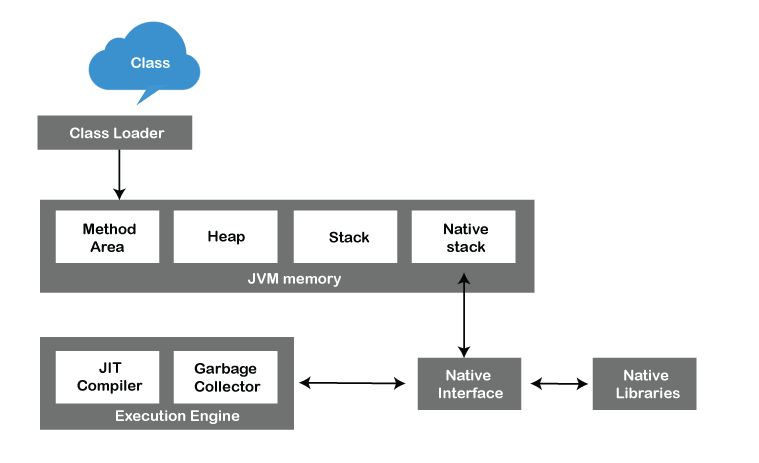 Class
Class Loader
Method
Area
Heap
Stack
Native
stack
JVM memory
JIT
Compiler
Garbage
Collector
Execution Engine
Native
Interface
Native
Libraries